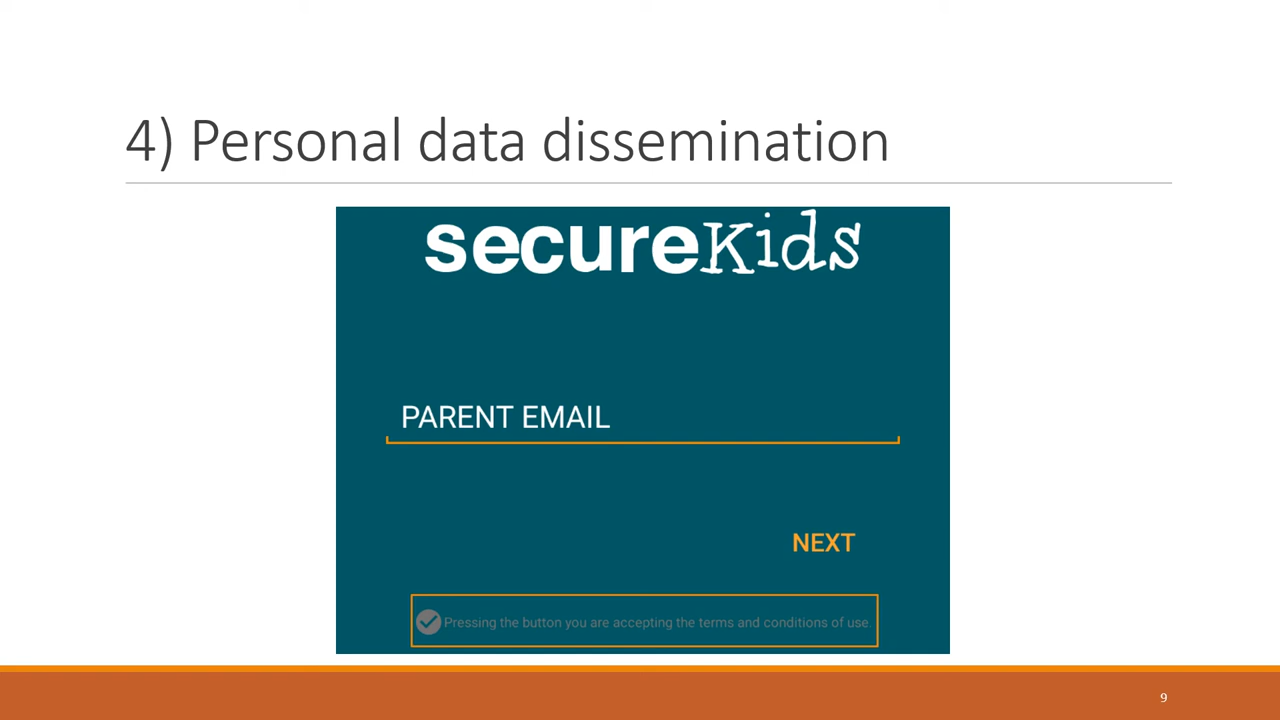 4) Personal data dissemination
secureKids
PARENT EMAIL
NEXT
Pressing the button you are accepting the terms and conditions of use.
9